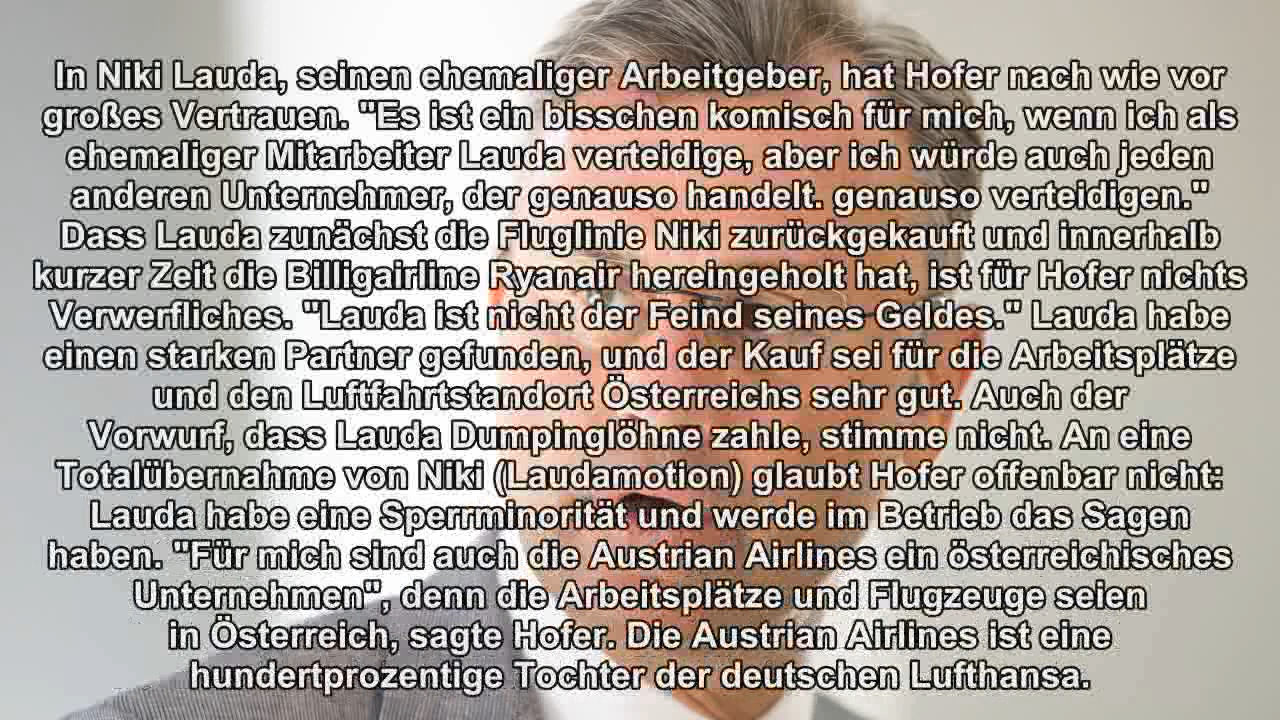 In Niki Lauda, seinen ehemaliger Arbeitgeber, hat Hofer nach wie vor
großes Vertrauen. "Es ist ein bisschen komisch für mich, wenn ich als
ehemaliger Mitarbeiter Lauda verteidige, aber ich würde auch jeden
anderen Unternehmer, der genauso handelt. genauso verteidigen."
Dass Lauda zunächst die Fluglinie Niki zurückgekauft und innerhalb
kurzer Zeit die Billigairline Ryanair hereingeholt hat, ist für Hofer nichts
Verwerfliches. "Lauda ist nicht der Feind seines Geldes." Lauda habe
einen starken Partner gefunden, und der Kauf sei für die Arbeitsplätze
und den Luftfahrtstandort Österreichs sehr gut. Auch der
Vorwurf, dass Lauda Dumpinglöhne zahle, stimme nicht. An eine
Totalübernahme von Niki (Laudamotion) glaubt Hofer offenbar nicht:
Lauda habe eine Sperrminorität und werde im Betrieb das Sagen
haben. "Für mich sind auch die Austrian Airlines ein österreichisches
Unternehmen", denn die Arbeitsplätze und Flugzeuge seien
in Österreich, sagte Hofer. Die Austrian Airlines ist eine
hundertprozentige Tochter der deutschen Lufthansa.